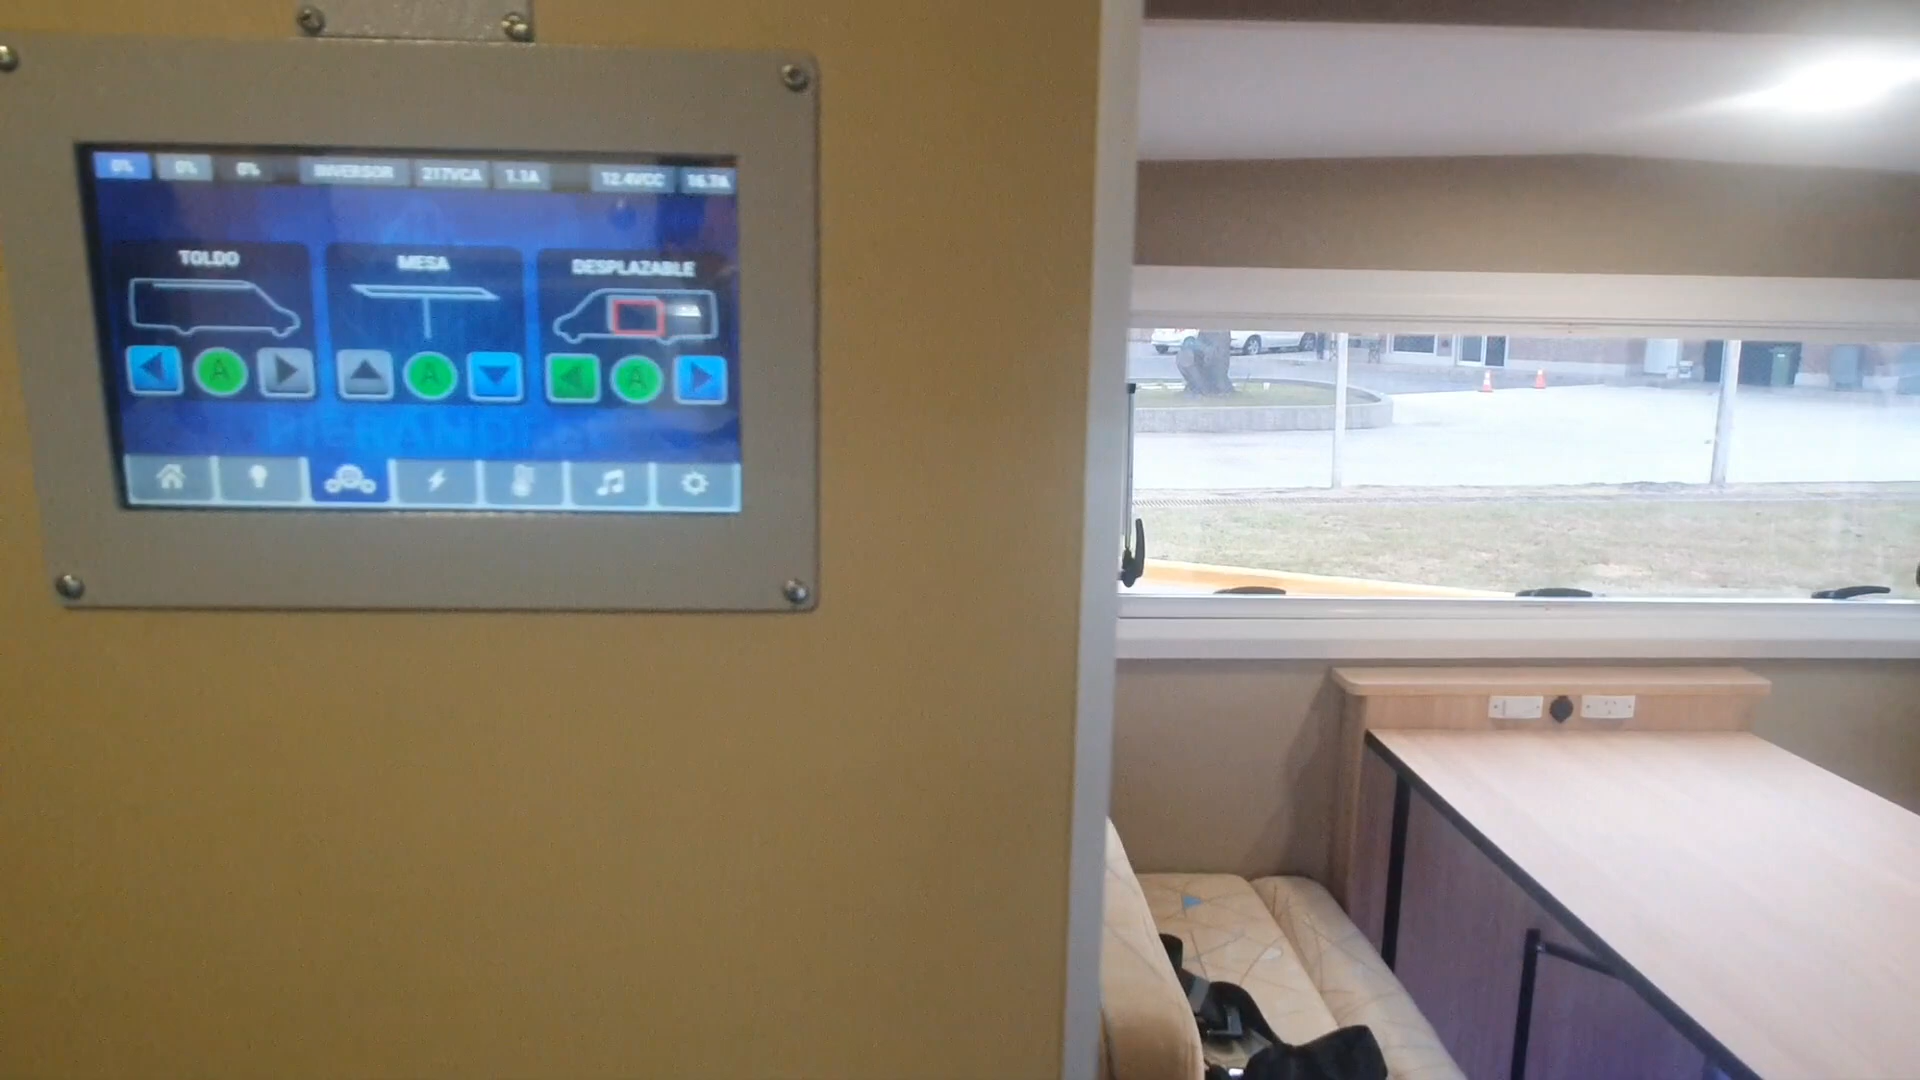 0% 0% 0% INVERSOR 217VCA 1.1A 12.4VCC 16.7A
TOLDO MESA DESPLAZABLE
A A A